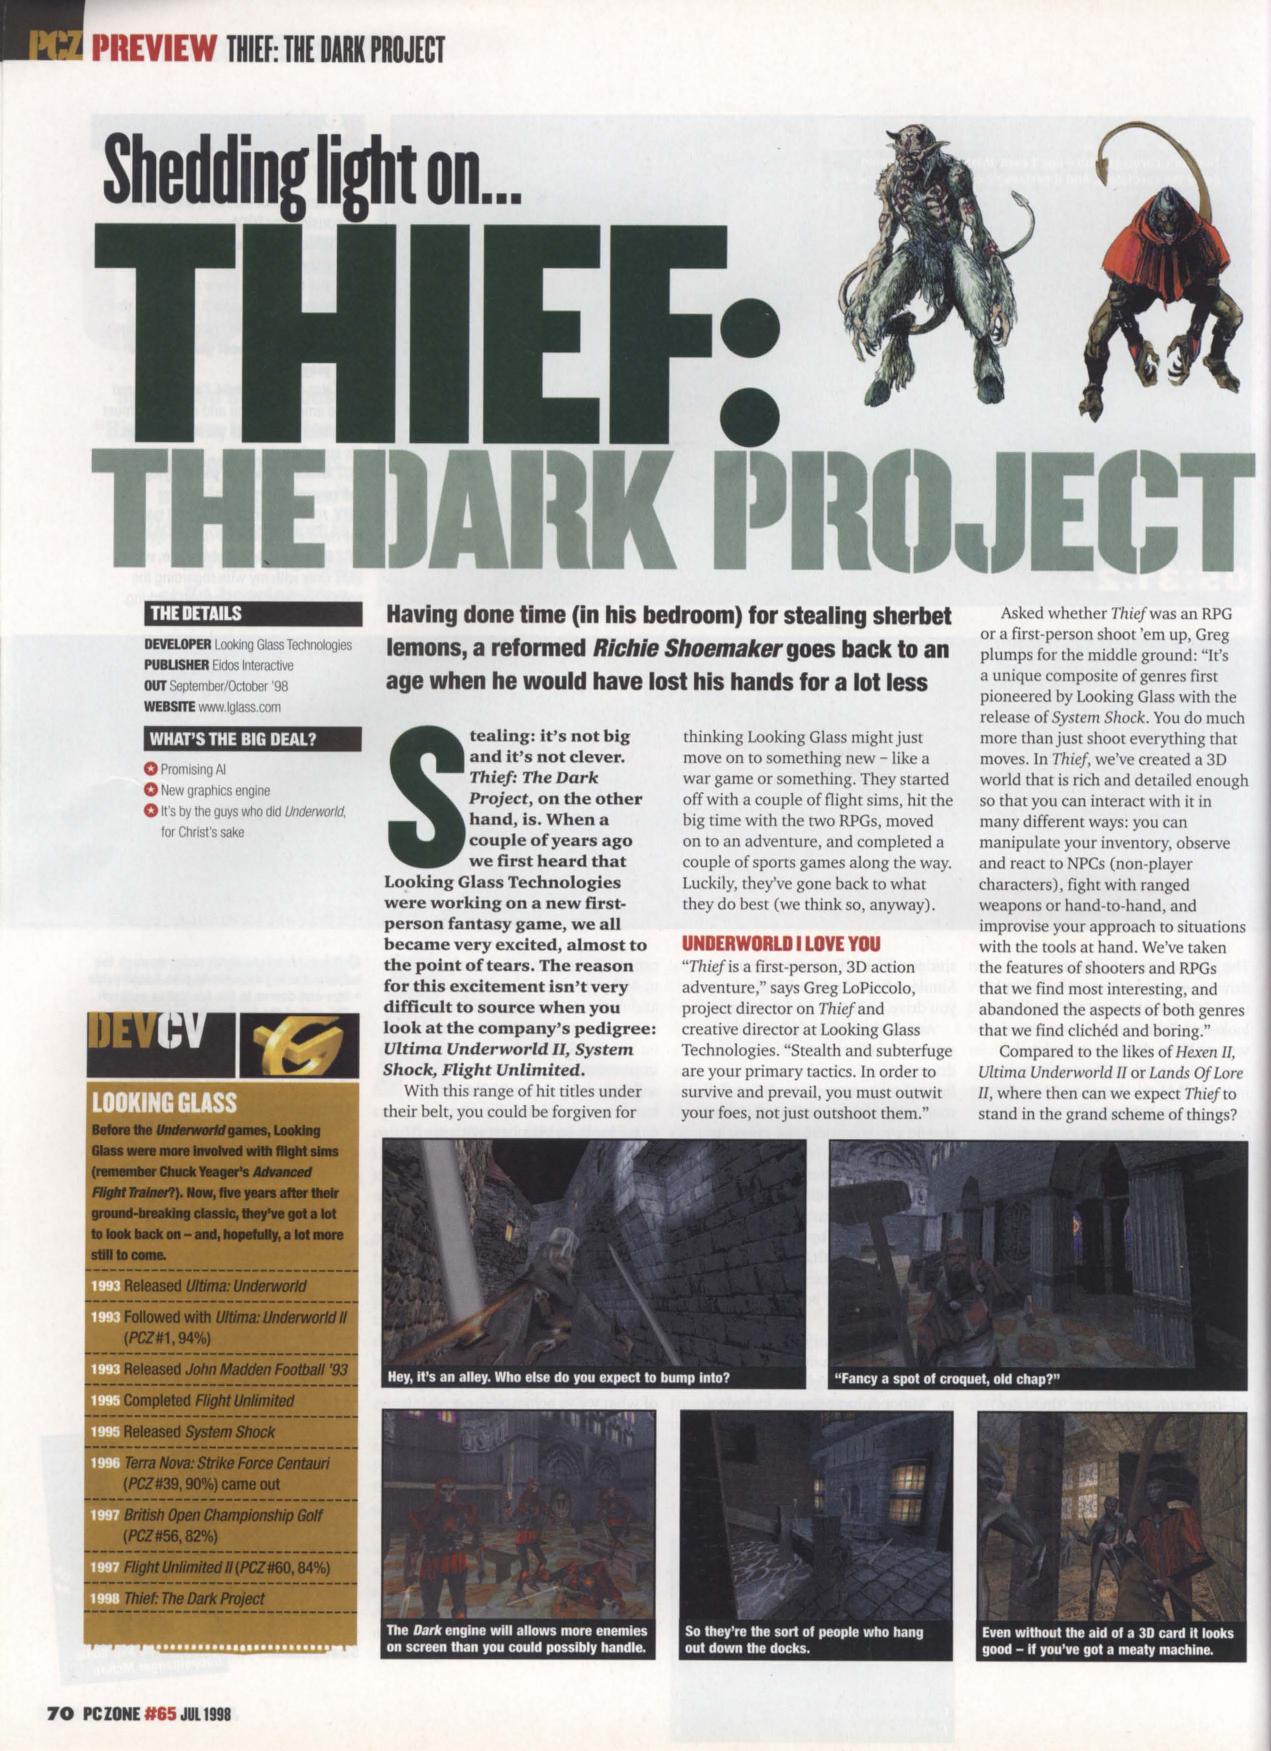 PCZ PREVIEW THIEF: THE DARK PROJECT
Shedding light on...
THIEF:
THE DARK PROJECT
THE DETAILS
DEVELOPER Looking Glass Technologies
PUBLISHER Eidos Interactive
OUT September/October '98
WEBSITE www.lglass.com
WHAT'S THE BIG DEAL?
Promising AI
New graphics engine
It's by the guys who did Underworld,
for Christ's sake
DEVCV
LOOKING GLASS
Before the Underworld games, Looking
Glass were more involved with flight sims
(remember Chuck Yeager's Advanced
Flight Trainer?). Now, five years after their
ground-breaking classic, they've got a lot
to look back on – and, hopefully, a lot more
still to come.
1993 Released Ultima: Underworld
1993 Followed with Ultima: Underworld II
(PCZ #1, 94%)
1993 Released John Madden Football '93
1995 Completed Flight Unlimited
1995 Released System Shock
1996 Terra Nova: Strike Force Centauri
(PCZ #39, 90%) came out
1997 British Open Championship Golf
(PCZ #56, 82%)
1997 Flight Unlimited II (PCZ #60, 84%)
1998 Thief: The Dark Project
Having done time (in his bedroom) for stealing sherbet
lemons, a reformed Richie Shoemaker goes back to an
age when he would have lost his hands for a lot less
Stealing: it's not big
and it's not clever.
Thief: The Dark
Project, on the other
hand, is. When a
couple of years ago
we first heard that
Looking Glass Technologies
were working on a new first-
person fantasy game, we all
became very excited, almost to
the point of tears. The reason
for this excitement isn't very
difficult to source when you
look at the company's pedigree:
Ultima Underworld II, System
Shock, Flight Unlimited.
With this range of hit titles under
their belt, you could be forgiven for
thinking Looking Glass might just
move on to something new – like a
war game or something. They started
off with a couple of flight sims, hit the
big time with the two RPGs, moved
on to an adventure, and completed a
couple of sports games along the way.
Luckily, they've gone back to what
they do best (we think so, anyway).
UNDERWORLD I LOVE YOU
“Thief is a first-person, 3D action
adventure,” says Greg LoPiccolo,
project director on Thief and
creative director at Looking Glass
Technologies. “Stealth and subterfuge
are your primary tactics. In order to
survive and prevail, you must outwit
your foes, not just outshoot them.”
Asked whether Thief was an RPG
or a first-person shoot 'em up, Greg
plumps for the middle ground: “It's
a unique composite of genres first
pioneered by Looking Glass with the
release of System Shock. You do much
more than just shoot everything that
moves. In Thief, we've created a 3D
world that is rich and detailed enough
so that you can interact with it in
many different ways: you can
manipulate your inventory, observe
and react to NPCs (non-player
characters), fight with ranged
weapons or hand-to-hand, and
improvise your approach to situations
with the tools at hand. We've taken
the features of shooters and RPGs
that we find most interesting, and
abandoned the aspects of both genres
that we find clichéd and boring.”
Compared to the likes of Hexen II,
Ultima Underworld II or Lands Of Lore
II, where then can we expect Thief to
stand in the grand scheme of things?
Hey, it's an alley. Who else do you expect to bump into?
“Fancy a spot of croquet, old chap?”
The Dark engine will allows more enemies
on screen than you could possibly handle.
So they're the sort of people who hang
out down the docks.
Even without the aid of a 3D card it looks
good – if you've got a meaty machine.
70 PC ZONE #65 JUL 1998